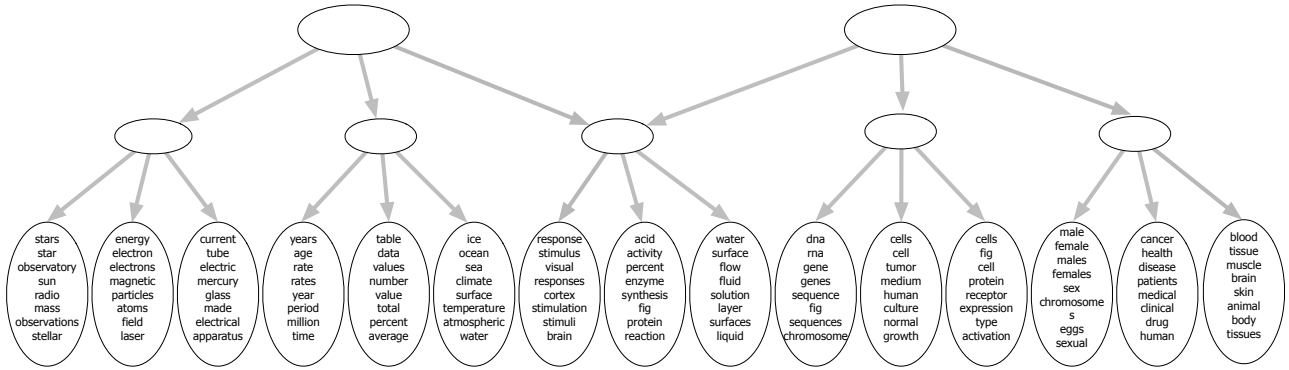 stars
star
observatory
sun
radio
mass
observations
stellar
energy
electron
electrons
magnetic
particles
atoms
field
laser
current
tube
electric
mercury
glass
made
electrical
apparatus
years
age
rate
rates
year
period
million
time
table
data
values
number
value
total
percent
average
ice
ocean
sea
climate
surface
temperature
atmospheric
water
response
stimulus
visual
responses
cortex
stimulation
stimuli
brain
acid
activity
percent
enzyme
synthesis
fig
protein
reaction
water
surface
flow
fluid
solution
layer
surfaces
liquid
dna
rna
gene
genes
sequence
fig
sequences
chromosome
cells
cell
tumor
medium
human
culture
normal
growth
cells
fig
cell
protein
receptor
expression
type
activation
male
female
males
females
sex
chromosome
s
eggs
sexual
cancer
health
disease
patients
medical
clinical
drug
human
blood
tissue
muscle
brain
skin
animal
body
tissues